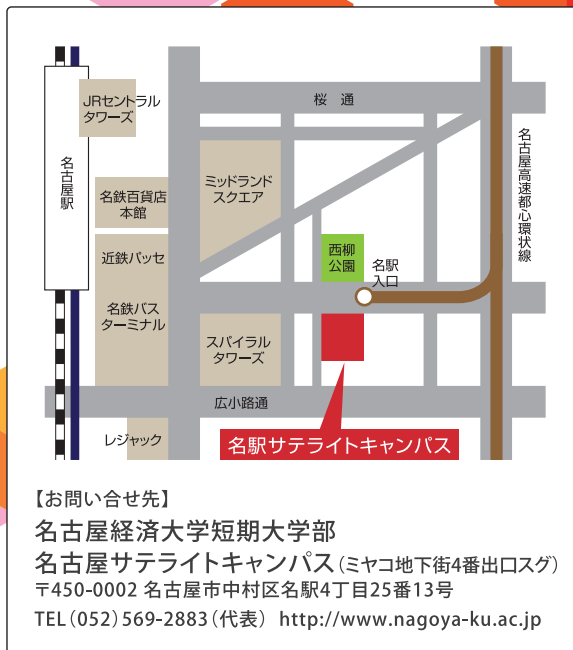 JRセントラル
タワーズ
桜 通
名古屋駅
名古屋高速都心環状線
ミッドランド
スクエア
名鉄百貨店
本館
西柳
公園
近鉄パッセ
名駅
入口
名鉄バス
ターミナル
スパイラル
タワーズ
広小路通
レジャック
名駅サテライトキャンパス
【お問い合せ先】
名古屋経済大学短期大学部
名古屋サテライトキャンパス(ミヤコ地下街4番出口スグ)
〒450-0002 名古屋市中村区名駅4丁目25番13号
TEL(052)569-2883(代表) http://www.nagoya-ku.ac.jp